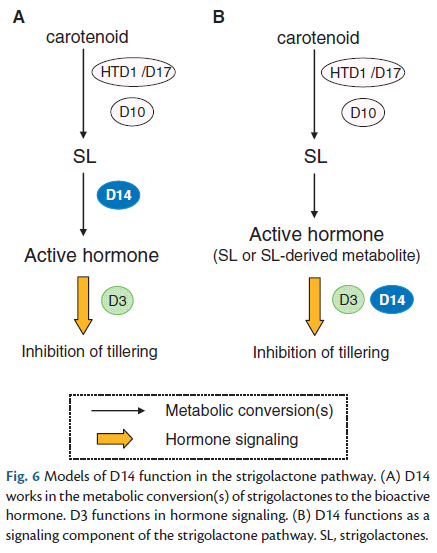 A
carotenoid
HTD1 /D17
D10
SL
D14
Active hormone
D3
Inhibition of tillering
B
carotenoid
HTD1 /D17
D10
SL
Active hormone
(SL or SL-derived metabolite)
D3 D14
Inhibition of tillering
Metabolic conversion(s)
Hormone signaling
Fig. 6 Models of D14 function in the strigolactone pathway. (A) D14
works in the metabolic conversion(s) of strigolactones to the bioactive
hormone. D3 functions in hormone signaling. (B) D14 functions as a
signaling component of the strigolactone pathway. SL, strigolactones.